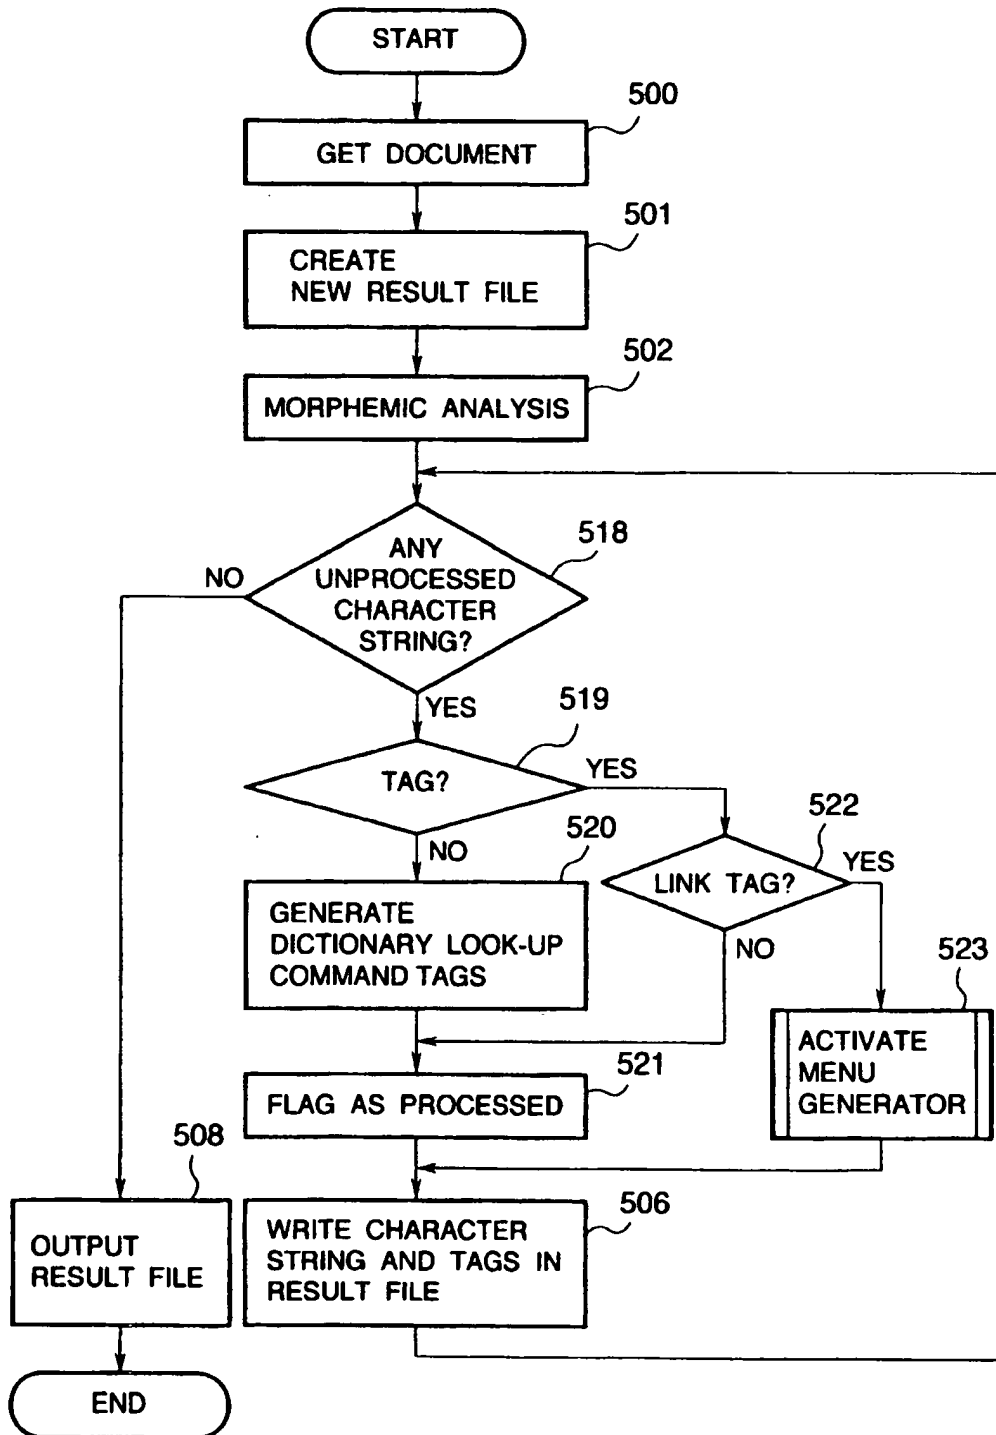 START
500
GET DOCUMENT
501
CREATE
NEW RESULT FILE
502
MORPHEMIC ANALYSIS
518
ANY
UNPROCESSED
CHARACTER
STRING?
NO
YES
519
TAG?
YES
NO
520
522
LINK TAG?
YES
NO
GENERATE
DICTIONARY LOOK-UP
COMMAND TAGS
523
ACTIVATE
MENU
GENERATOR
521
FLAG AS PROCESSED
508
OUTPUT
RESULT FILE
506
WRITE CHARACTER
STRING AND TAGS IN
RESULT FILE
END